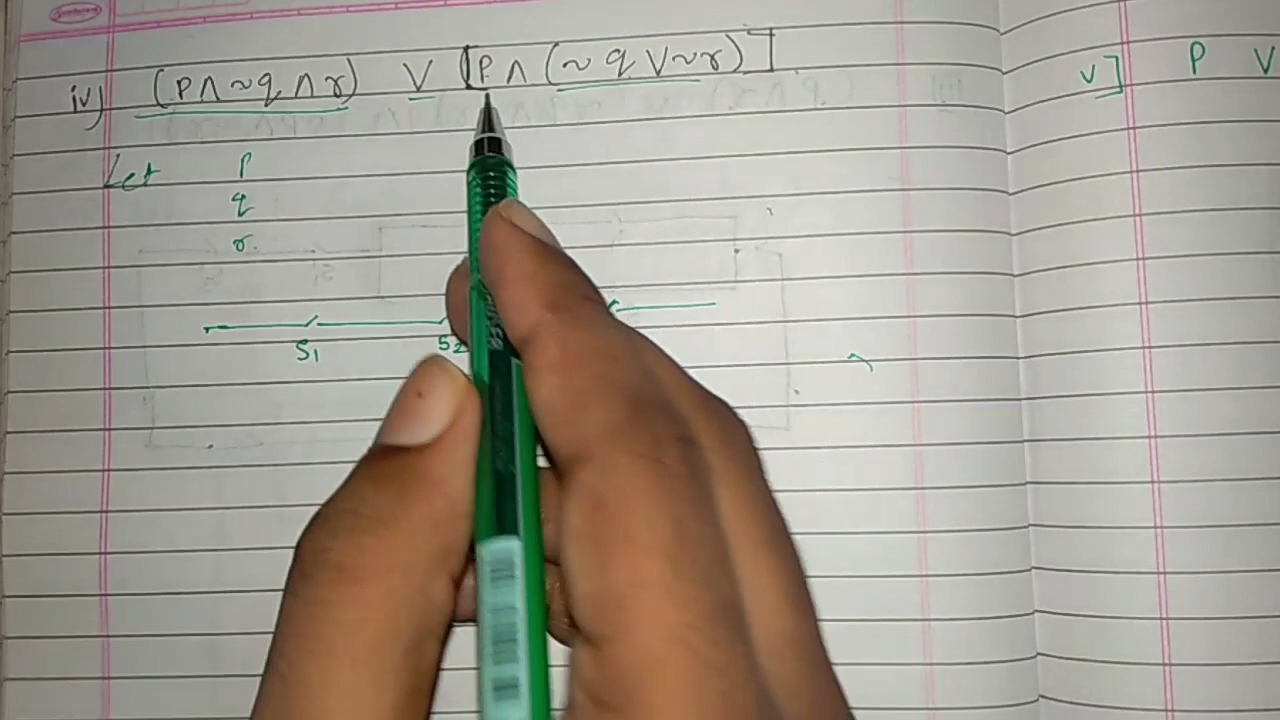 iv) (P∧~q∧r) V [P∧(~q V~r)]
Let P
q
r.
S1 S2
v] P V